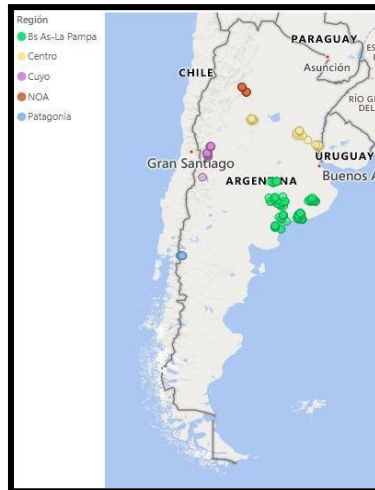 Región
Bs As-La Pampa
Centro
Cuyo
NOA
Patagonia
PARAGUAY
Asunción
CHILE
RÍO G
DEL
URUGUAY
Gran Santiago
Buenos A
ARGENTINA